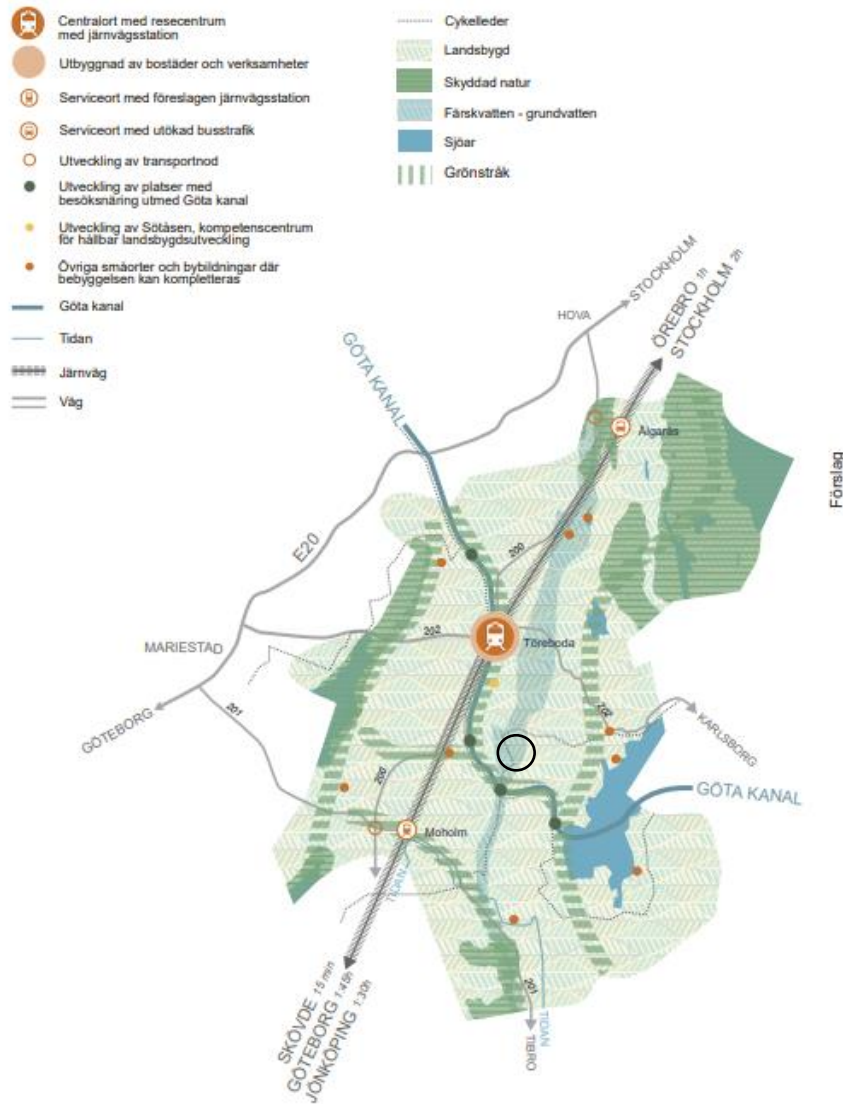 Centralort med resecentrum
med järnvägsstation
Utbyggnad av bostäder och verksamheter
Serviceort med föreslagen järnvägsstation
Serviceort med utökad busstrafik
Utveckling av transportnod
Utveckling av platser med
besöksnäring utmed Göta kanal
Utveckling av Sötåsen, kompetenscentrum
för hållbar landsbygdsutveckling
Övriga småorter och bybildningar där
bebyggelsen kan kompletteras
Göta kanal
Tidan
Järnväg
Väg
Cykelleder
Landsbygd
Skyddad natur
Färskvatten - grundvatten
Sjöar
Grönstråk
STOCKHOLM
HOVA
ÖREBRO 1h
STOCKHOLM 2h
GÖTA KANAL
Älgarås
Förslag
E20
200
MARIESTAD
202
Töreboda
GÖTEBORG
201
202
KARLSBORG
200
GÖTA KANAL
Moholm
TIDAN
SKÖVDE 15 min
GÖTEBORG 1:45h
JÖNKÖPING 1:30h
201
TIDAN
TIBRO